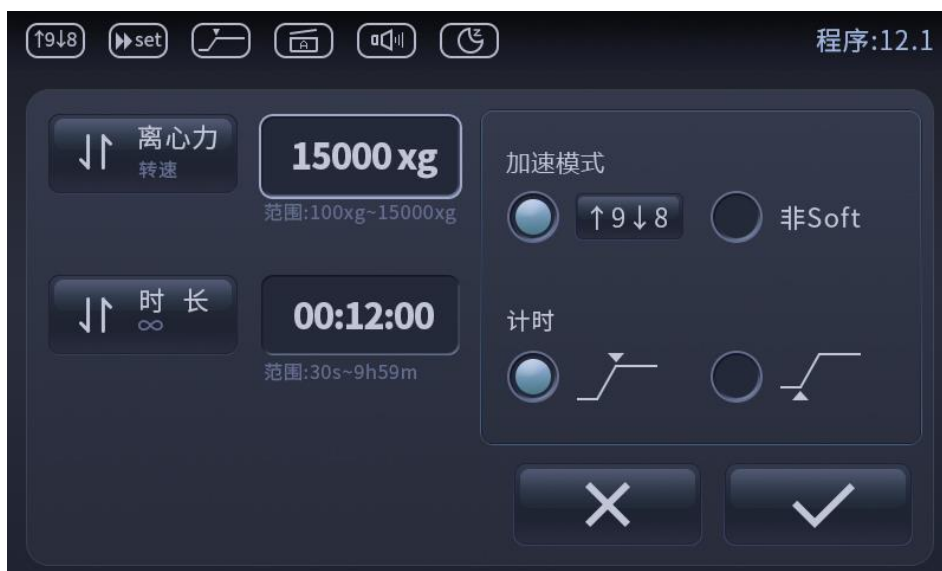 ↑9↓8 set A z 程序:12.1
离心力
转速
15000 xg
范围:100xg~15000xg
加速模式
↑9↓8 非Soft
时 长
∞
00:12:00
范围:30s~9h59m
计时